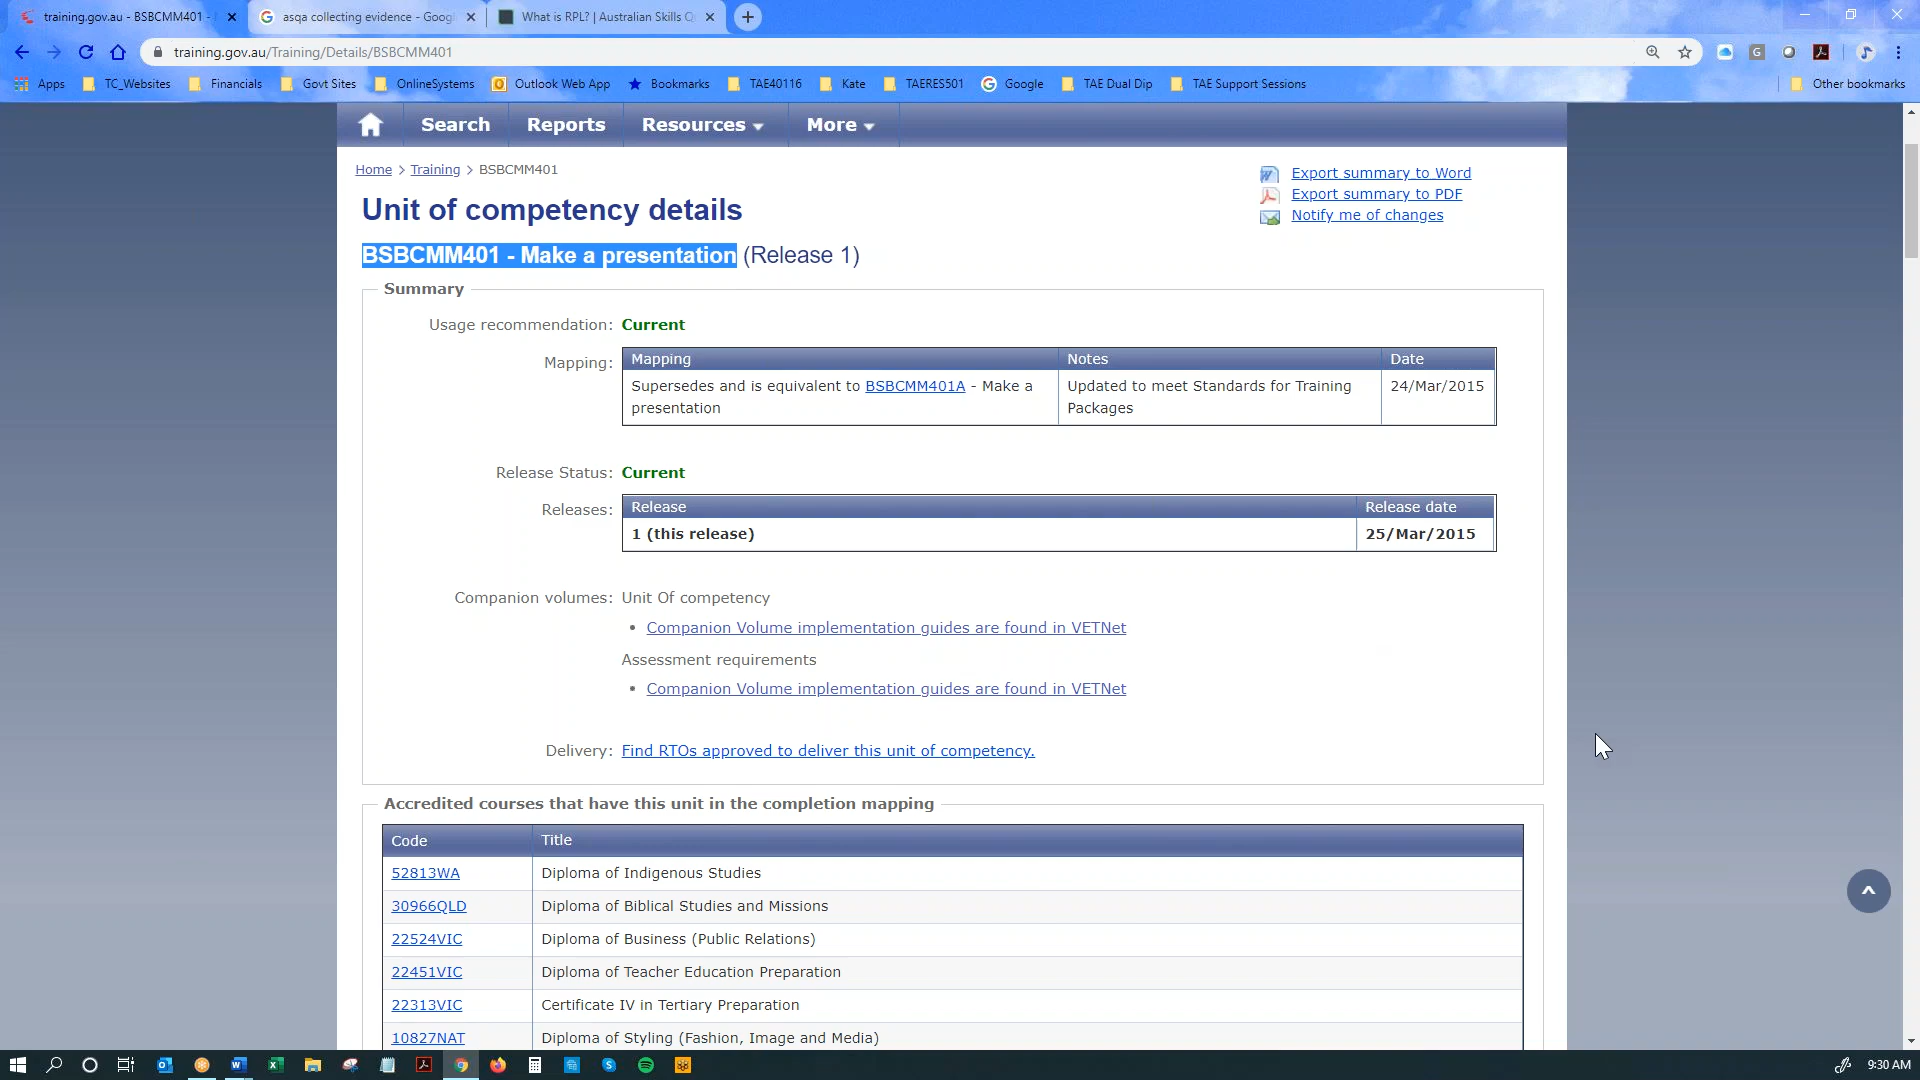 training.gov.au - BSBCMM401 -
asqa collecting evidence - Googl
What is RPL? | Australian Skills Q
training.gov.au/Training/Details/BSBCMM401
Apps
TC_Websites
Financials
Govt Sites
OnlineSystems
Outlook Web App
Bookmarks
TAE40116
Kate
TAERES501
Google
TAE Dual Dip
TAE Support Sessions
Other bookmarks
Search
Reports
Resources
More
Home > Training > BSBCMM401
Export summary to Word
Export summary to PDF
Notify me of changes
Unit of competency details
BSBCMM401 - Make a presentation (Release 1)
Summary
Usage recommendation: Current
Mapping:
Mapping Notes Date
Supersedes and is equivalent to BSBCMM401A - Make a presentation
Updated to meet Standards for Training Packages
24/Mar/2015
Release Status: Current
Releases:
Release Release date
1 (this release) 25/Mar/2015
Companion volumes: Unit Of competency
• Companion Volume implementation guides are found in VETNet
Assessment requirements
• Companion Volume implementation guides are found in VETNet
Delivery: Find RTOs approved to deliver this unit of competency.
Accredited courses that have this unit in the completion mapping
Code Title
52813WA Diploma of Indigenous Studies
30966QLD Diploma of Biblical Studies and Missions
22524VIC Diploma of Business (Public Relations)
22451VIC Diploma of Teacher Education Preparation
22313VIC Certificate IV in Tertiary Preparation
10827NAT Diploma of Styling (Fashion, Image and Media)
9:30 AM